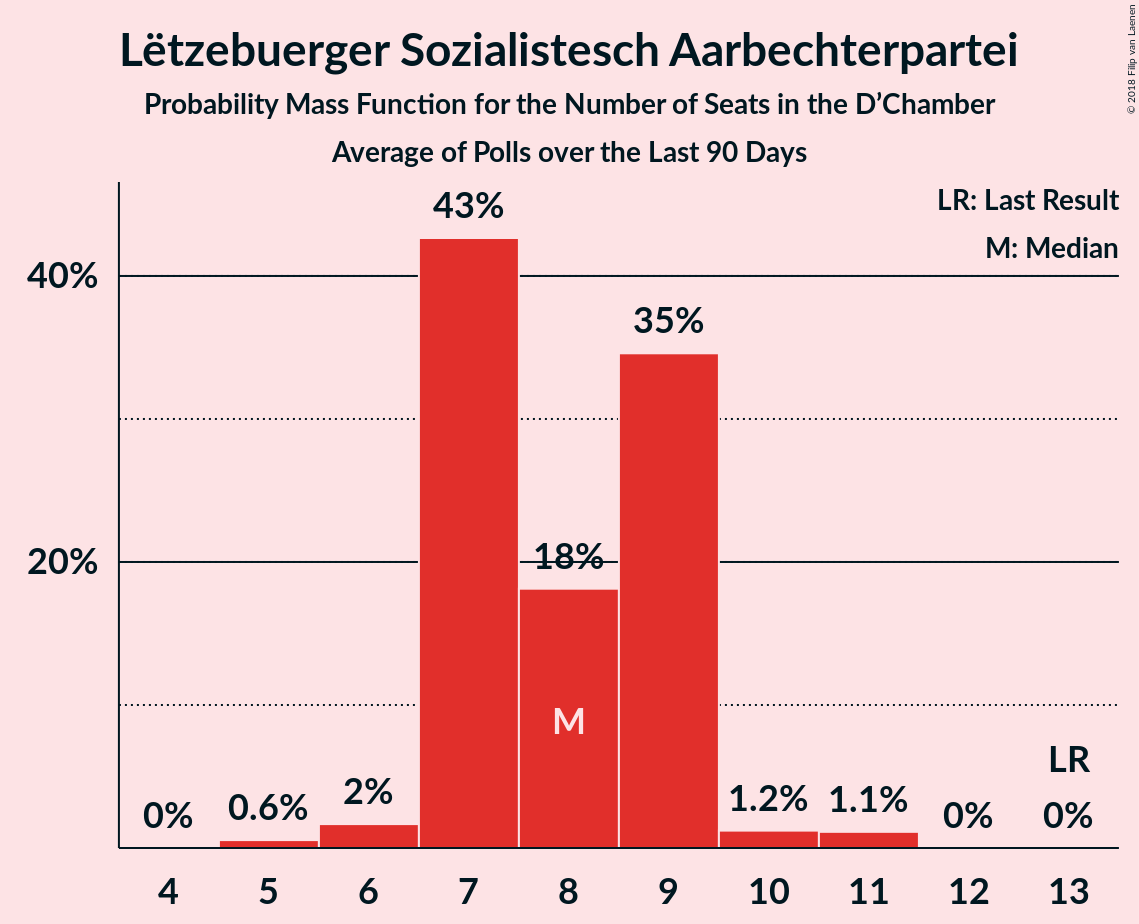 Lëtzebuerger Sozialistesch Aarbechterpartei
Probability Mass Function for the Number of Seats in the D’Chamber
Average of Polls over the Last 90 Days
© 2018 Filip van Laenen
LR: Last Result
M: Median
43%
40%
35%
20%
18%
M
LR
0%
0.6%
2%
1.2%
1.1%
0%
0%
4 5 6 7 8 9 10 11 12 13